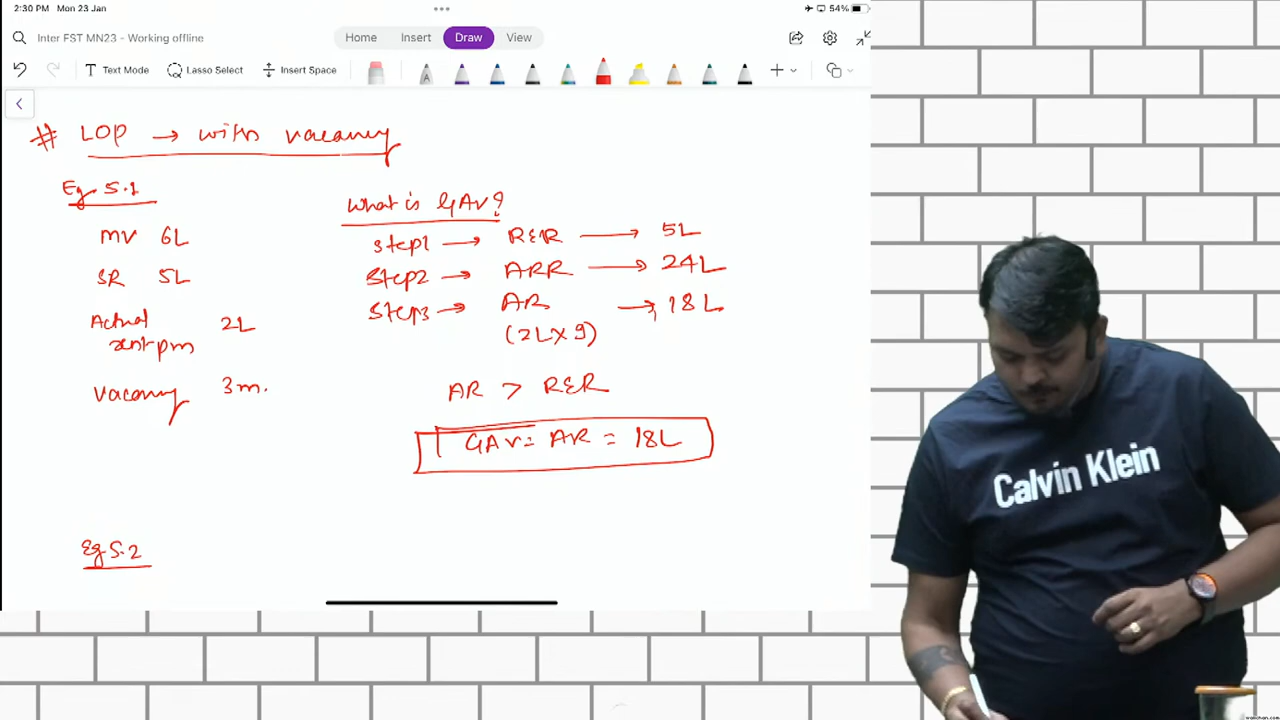 2:30 PM Mon 23 Jan
54%
Inter FST MN23 - Working offline
Home Insert Draw View
Text Mode Lasso Select Insert Space
# LOP → with vacancy
Eg 5.1
MV 6L
SR 5L
Actual rent pm 2L
Vacancy 3m.
What is GAV?
Step1 → RER → 5L
Step2 → ARR → 24L
Step3 → AR → 18L
(2L×9)
AR > RER
GAV = AR = 18L
Eg 5.2
Calvin Klein